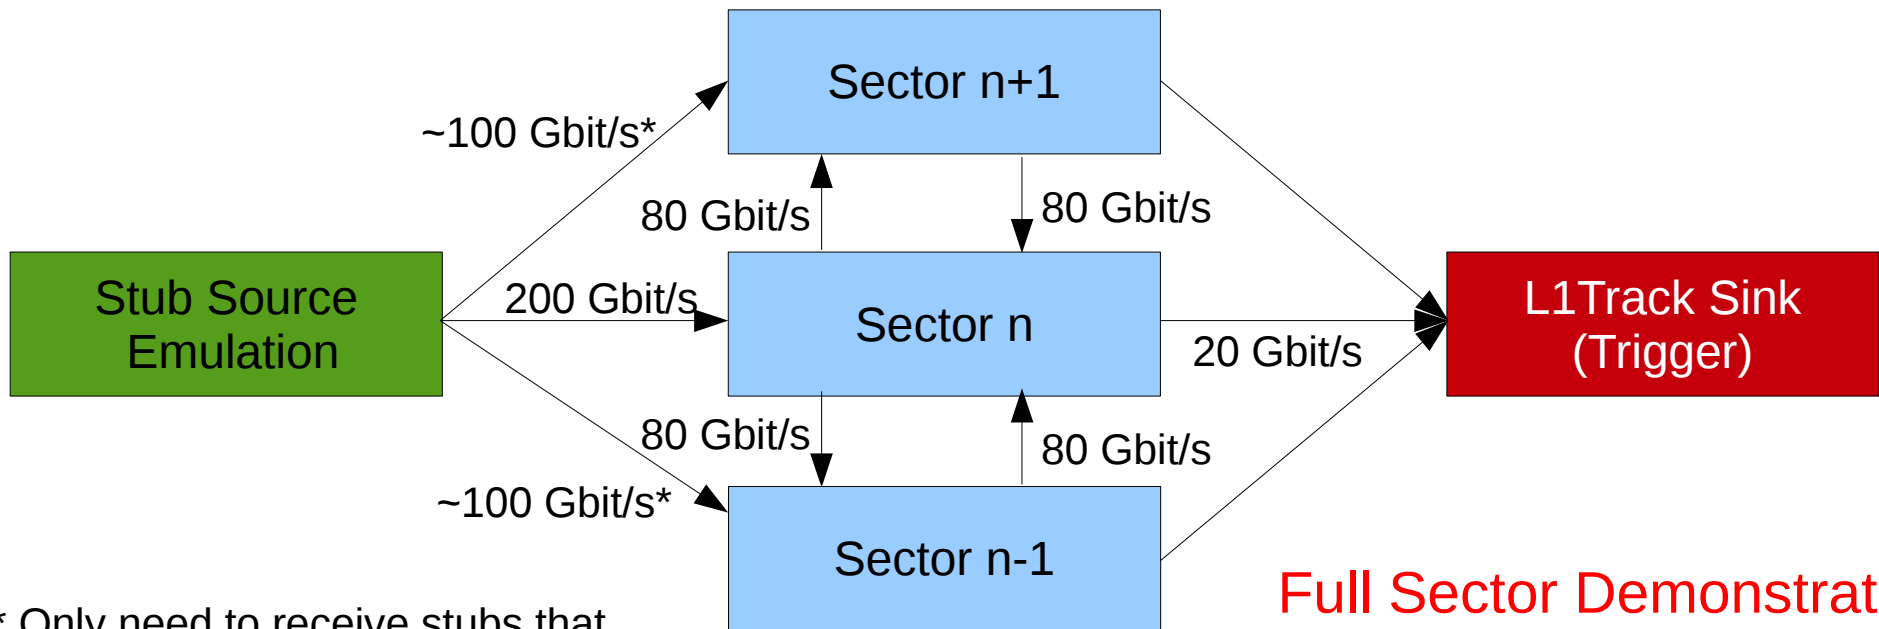 Sector n+1
~100 Gbit/s*
80 Gbit/s
80 Gbit/s
Stub Source
Emulation
200 Gbit/s
Sector n
20 Gbit/s
L1Track Sink
(Trigger)
80 Gbit/s
80 Gbit/s
~100 Gbit/s*
Sector n-1
Full Sector Demonstrat
* Only need to receive stubs that